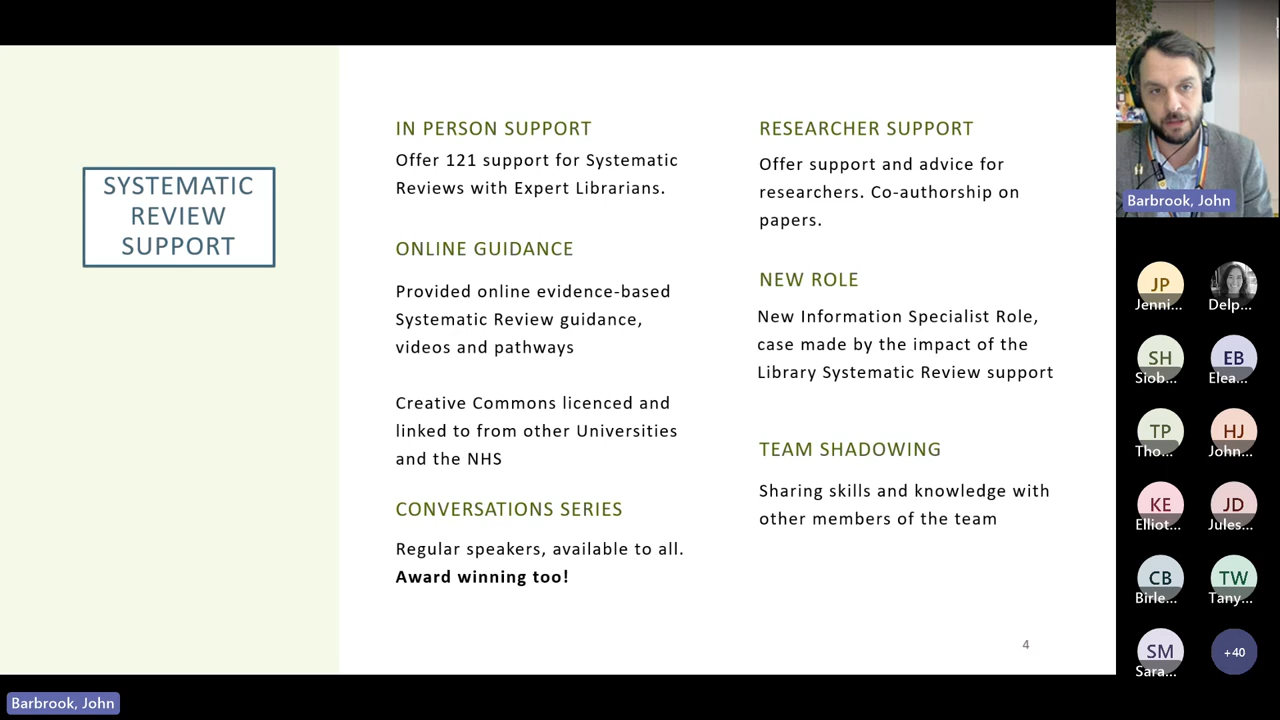 SYSTEMATIC
REVIEW
SUPPORT
IN PERSON SUPPORT
Offer 121 support for Systematic
Reviews with Expert Librarians.
ONLINE GUIDANCE
Provided online evidence-based
Systematic Review guidance,
videos and pathways
Creative Commons licenced and
linked to from other Universities
and the NHS
CONVERSATIONS SERIES
Regular speakers, available to all.
Award winning too!
RESEARCHER SUPPORT
Offer support and advice for
researchers. Co-authorship on
papers.
NEW ROLE
New Information Specialist Role,
case made by the impact of the
Library Systematic Review support
TEAM SHADOWING
Sharing skills and knowledge with
other members of the team
4
Barbrook, John
JP
Jenni...
Delp...
SH
Siob...
EB
Elea...
TP
Tho...
HJ
John...
KE
Elliot...
JD
Jules...
CB
Birle...
TW
Tany...
SM
Sara...
+40
Barbrook, John